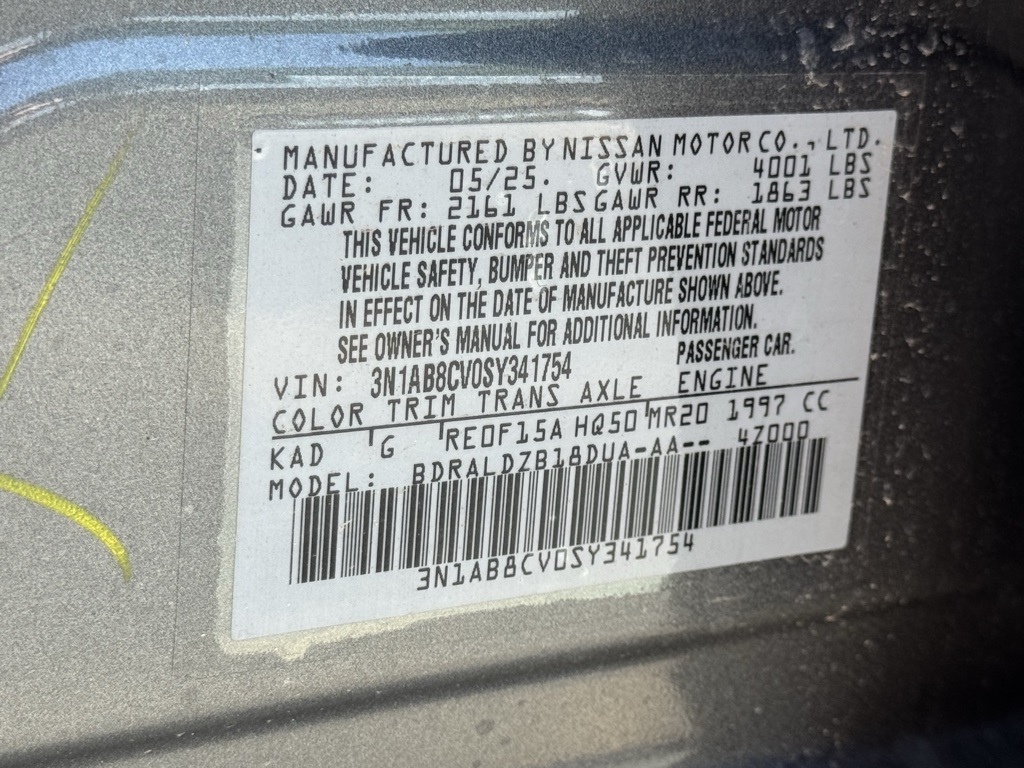 MANUFACTURED BY NISSAN MOTOR CO., LTD.
DATE: 05/25. GVWR: 4001 LBS
GAWR FR: 2161 LBS GAWR RR: 1863 LBS
THIS VEHICLE CONFORMS TO ALL APPLICABLE FEDERAL MOTOR
VEHICLE SAFETY, BUMPER AND THEFT PREVENTION STANDARDS
IN EFFECT ON THE DATE OF MANUFACTURE SHOWN ABOVE.
SEE OWNER'S MANUAL FOR ADDITIONAL INFORMATION.
VIN: 3N1AB8CV0SY341754 PASSENGER CAR.
COLOR TRIM TRANS AXLE ENGINE
KAD G RE0F15A HQ50 MR20 1997 CC
MODEL: BDRALDZB18DUA-AA-- 4Z000
3N1AB8CV0SY341754